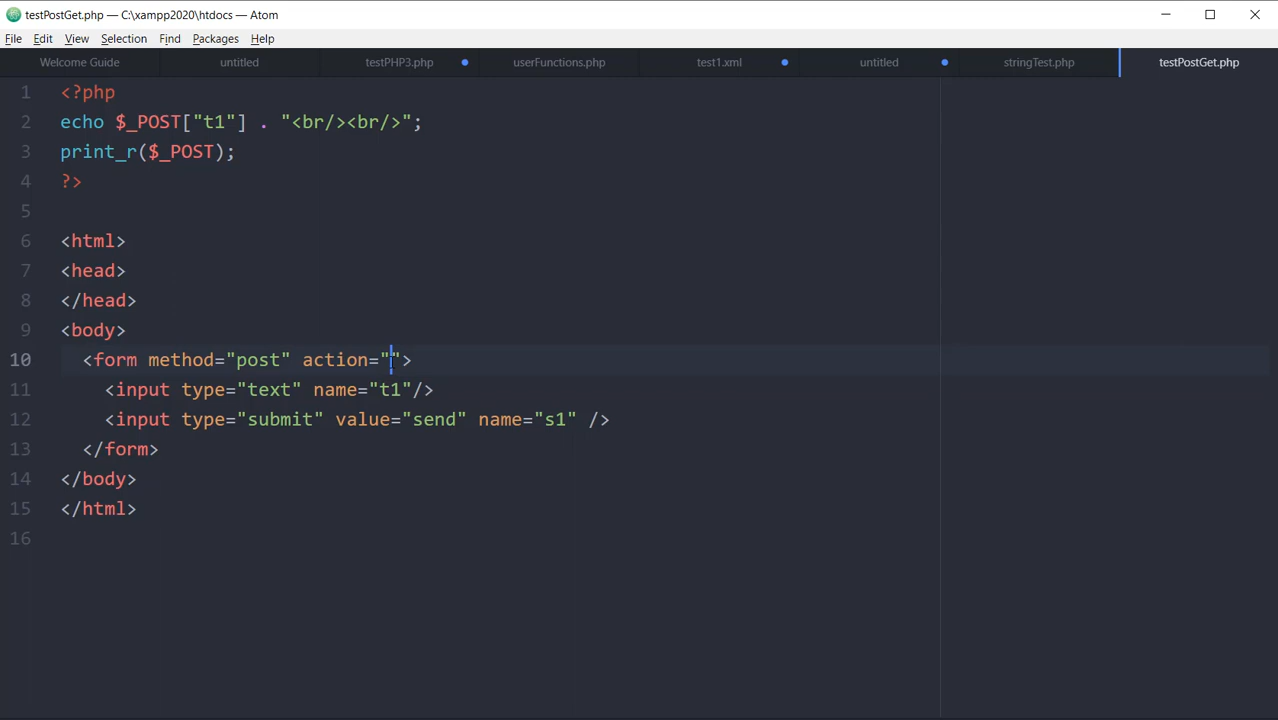 testPostGet.php — C:\xampp2020\htdocs — Atom
File Edit View Selection Find Packages Help
Welcome Guide untitled testPHP3.php userFunctions.php test1.xml untitled stringTest.php testPostGet.php
1 <?php
2 echo $_POST["t1"] . "<br/><br/>";
3 print_r($_POST);
4 ?>
5
6 <html>
7 <head>
8 </head>
9 <body>
10 <form method="post" action="">
11 <input type="text" name="t1"/>
12 <input type="submit" value="send" name="s1" />
13 </form>
14 </body>
15 </html>
16